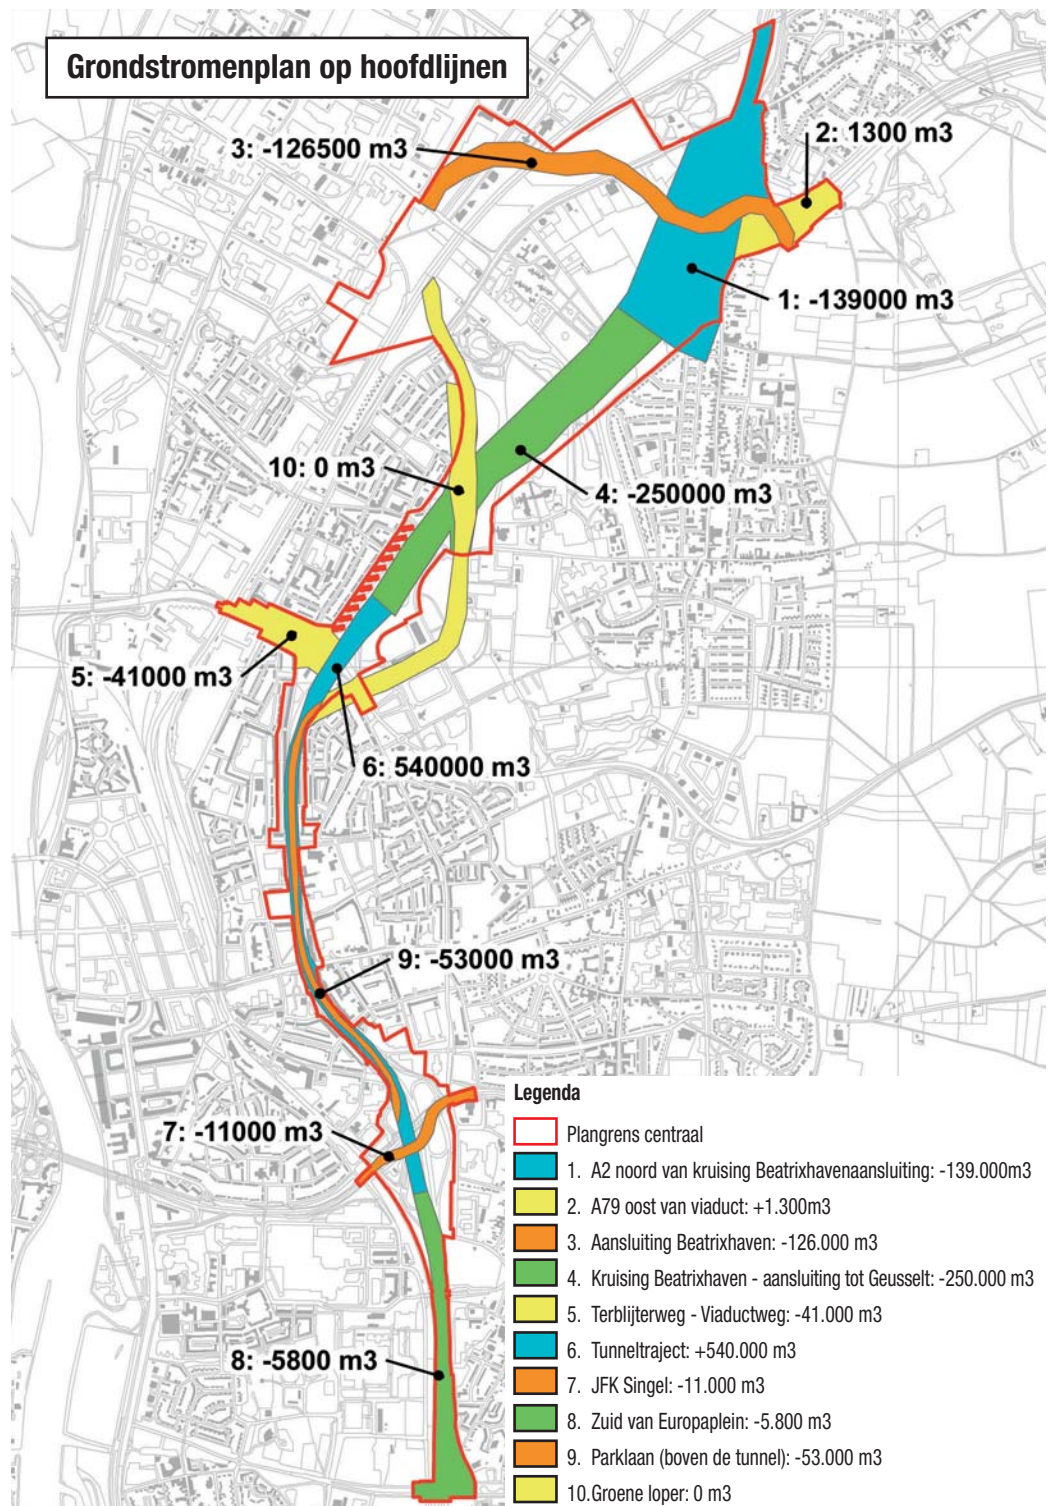 Grondstromenplan op hoofdlijnen
2: 1300 m3
3: -126500 m3
1: -139000 m3
10: 0 m3
4: -250000 m3
5: -41000 m3
6: 540000 m3
9: -53000 m3
7: -11000 m3
8: -5800 m3
Legenda
Plangrens centraal
1. A2 noord van kruising Beatrixhavenaansluiting: -139.000m3
2. A79 oost van viaduct: +1.300m3
3. Aansluiting Beatrixhaven: -126.000 m3
4. Kruising Beatrixhaven - aansluiting tot Geusselt: -250.000 m3
5. Terblijterweg - Viaductweg: -41.000 m3
6. Tunneltraject: +540.000 m3
7. JFK Singel: -11.000 m3
8. Zuid van Europaplein: -5.800 m3
9. Parklaan (boven de tunnel): -53.000 m3
10.Groene loper: 0 m3